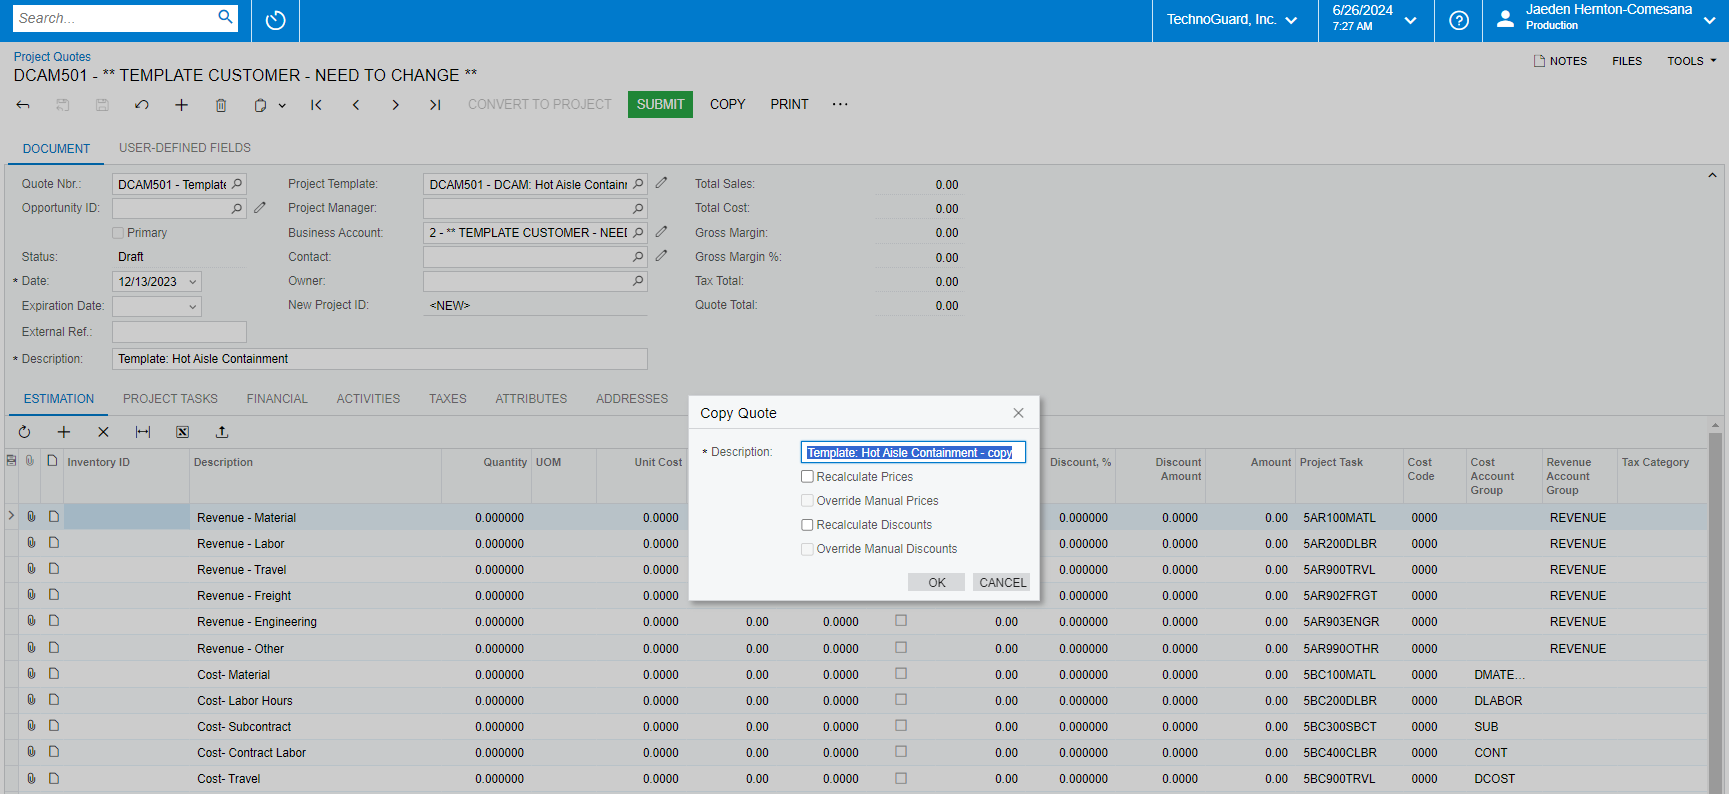 Search...
TechnoGuard, Inc.
6/26/2024
7:27 AM
Jaeden Hernton-Comesana
Production
Project Quotes
DCAM501 - ** TEMPLATE CUSTOMER - NEED TO CHANGE **
NOTES FILES TOOLS
CONVERT TO PROJECT SUBMIT COPY PRINT ...
DOCUMENT USER-DEFINED FIELDS
Quote Nbr.: DCAM501 - Template Project Template: DCAM501 - DCAM: Hot Aisle Contain Total Sales: 0.00
Opportunity ID: Project Manager: Total Cost: 0.00
Primary Business Account: 2 - ** TEMPLATE CUSTOMER - NEED Gross Margin: 0.00
Status: Draft Contact: Gross Margin %: 0.00
* Date: 12/13/2023 Owner: Tax Total: 0.00
Expiration Date: New Project ID: <NEW> Quote Total: 0.00
External Ref.:
* Description: Template: Hot Aisle Containment
ESTIMATION PROJECT TASKS FINANCIAL ACTIVITIES TAXES ATTRIBUTES ADDRESSES
Copy Quote
* Description: Template: Hot Aisle Containment - copy
Recalculate Prices
Override Manual Prices
Recalculate Discounts
Override Manual Discounts
OK CANCEL
Inventory ID Description Quantity UOM Unit Cost Discount, % Discount Amount Amount Project Task Cost Code Cost Account Group Revenue Account Group Tax Category
Revenue - Material 0.000000 0.0000 0.000000 0.0000 0.00 5AR100MATL 0000 REVENUE
Revenue - Labor 0.000000 0.0000 0.000000 0.0000 0.00 5AR200DLBR 0000 REVENUE
Revenue - Travel 0.000000 0.0000 0.000000 0.0000 0.00 5AR900TRVL 0000 REVENUE
Revenue - Freight 0.000000 0.0000 0.000000 0.0000 0.00 5AR902FRGT 0000 REVENUE
Revenue - Engineering 0.000000 0.0000 0.00 0.0000 0.00 0.000000 0.0000 0.00 5AR903ENGR 0000 REVENUE
Revenue - Other 0.000000 0.0000 0.00 0.0000 0.00 0.000000 0.0000 0.00 5AR990OTHR 0000 REVENUE
Cost- Material 0.000000 0.0000 0.00 0.0000 0.00 0.000000 0.0000 0.00 5BC100MATL 0000 DMATE...
Cost- Labor Hours 0.000000 0.0000 0.00 0.0000 0.00 0.000000 0.0000 0.00 5BC200DLBR 0000 DLABOR
Cost- Subcontract 0.000000 0.0000 0.00 0.0000 0.00 0.000000 0.0000 0.00 5BC300SBCT 0000 SUB
Cost- Contract Labor 0.000000 0.0000 0.00 0.0000 0.00 0.000000 0.0000 0.00 5BC400CLBR 0000 CONT
Cost- Travel 0.000000 0.0000 0.00 0.0000 0.00 0.000000 0.0000 0.00 5BC900TRVL 0000 DCOST